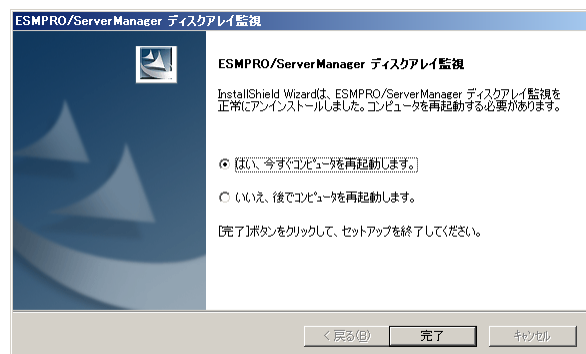 ESMPRO/ServerManager ディスクアレイ監視
ESMPRO/ServerManager ディスクアレイ監視
InstallShield Wizardは、ESMPRO/ServerManager ディスクアレイ監視を
正常にアンインストールしました。コンピュータを再起動する必要があります。
はい、今すぐコンピュータを再起動します。
いいえ、後でコンピュータを再起動します。
[完了]ボタンをクリックして、セットアップを終了してください。
< 戻る(B) 完了 キャンセル